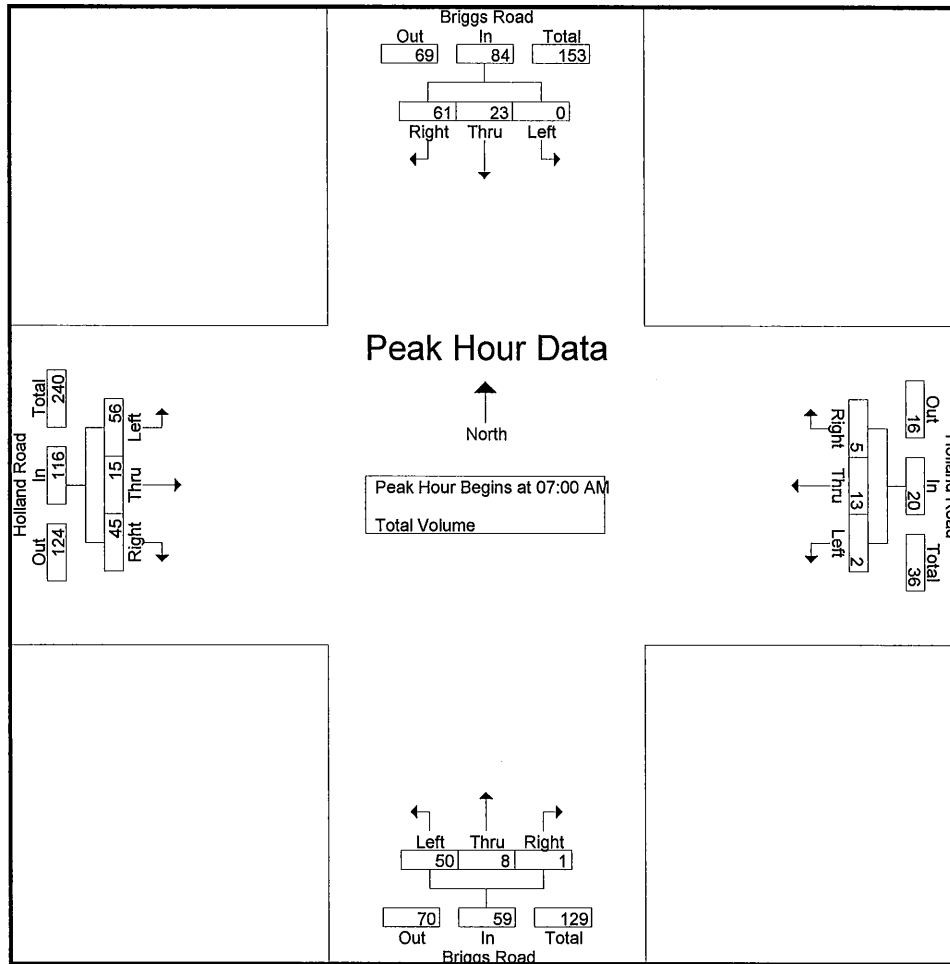 Briggs Road
Out In Total
69 84 153
61 23 0
Right Thru Left
Peak Hour Data
North
Peak Hour Begins at 07:00 AM
Total Volume
Holland Road
Out In Total
124 116 240
Right Thru Left
45 15 56
Out In Total
16 20 36
Right Thru Left
5 13 2
Left Thru Right
50 8 1
70 59 129
Out In Total
Briggs Road